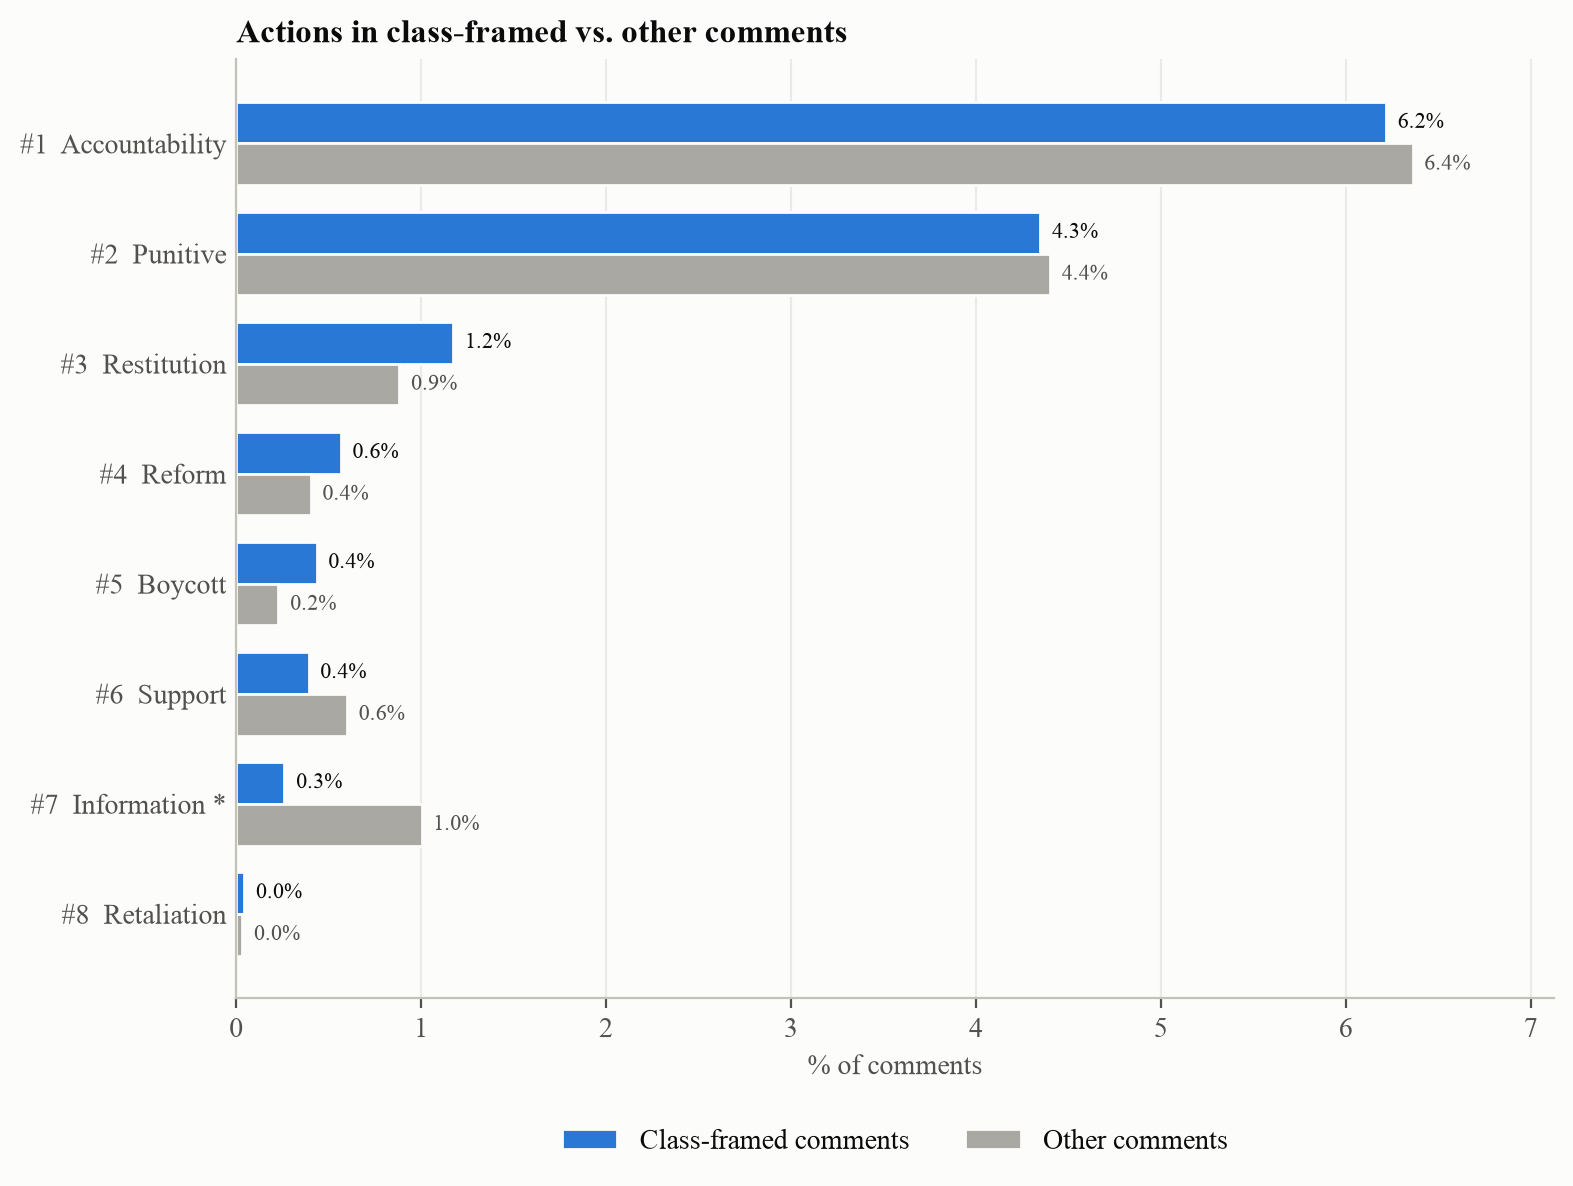 Actions in class-framed vs. other comments
#1 Accountability
6.2%
6.4%
#2 Punitive
4.3%
4.4%
#3 Restitution
1.2%
0.9%
#4 Reform
0.6%
0.4%
#5 Boycott
0.4%
0.2%
#6 Support
0.4%
0.6%
#7 Information *
0.3%
1.0%
#8 Retaliation
0.0%
0.0%
0 1 2 3 4 5 6 7
% of comments
Class-framed comments Other comments